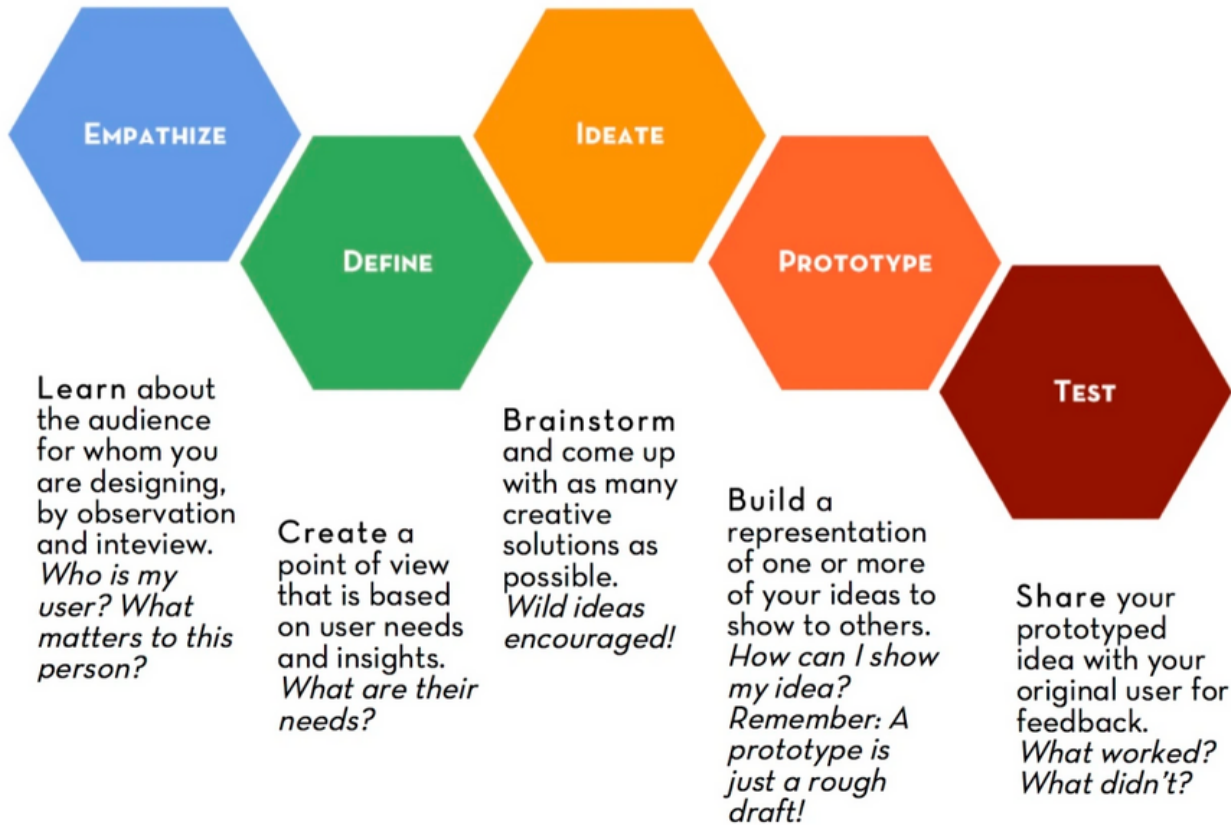 EMPATHIZE
Learn about
the audience
for whom you
are designing,
by observation
and inteview.
Who is my
user? What
matters to this
person?
DEFINE
Create a
point of view
that is based
on user needs
and insights.
What are their
needs?
IDEATE
Brainstorm
and come up
with as many
creative
solutions as
possible.
Wild ideas
encouraged!
PROTOTYPE
Build a
representation
of one or more
of your ideas to
show to others.
How can I show
my idea?
Remember: A
prototype is
just a rough
draft!
TEST
Share your
prototyped
idea with your
original user for
feedback.
What worked?
What didn't?